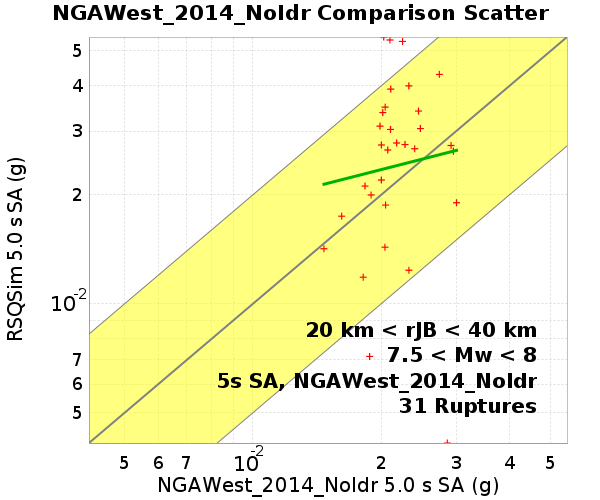 NGAWest_2014_NoIdr Comparison Scatter
RSQSim 5.0 s SA (g)
5
4
3
2
10-2
7
6
5
20 km < rJB < 40 km
7.5 < Mw < 8
5s SA, NGAWest_2014_NoIdr
31 Ruptures
5 6 7 10-2 2 3 4 5
NGAWest_2014_NoIdr 5.0 s SA (g)